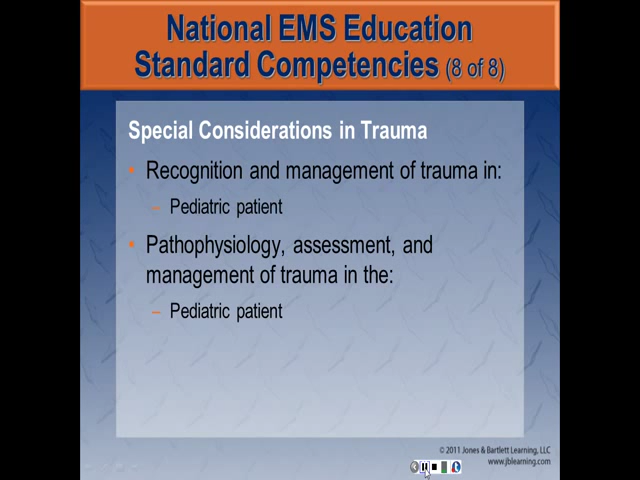 National EMS Education
Standard Competencies (8 of 8)
Special Considerations in Trauma
• Recognition and management of trauma in:
– Pediatric patient
• Pathophysiology, assessment, and
management of trauma in the:
– Pediatric patient
© 2011 Jones & Bartlett Learning, LLC
www.jblearning.com